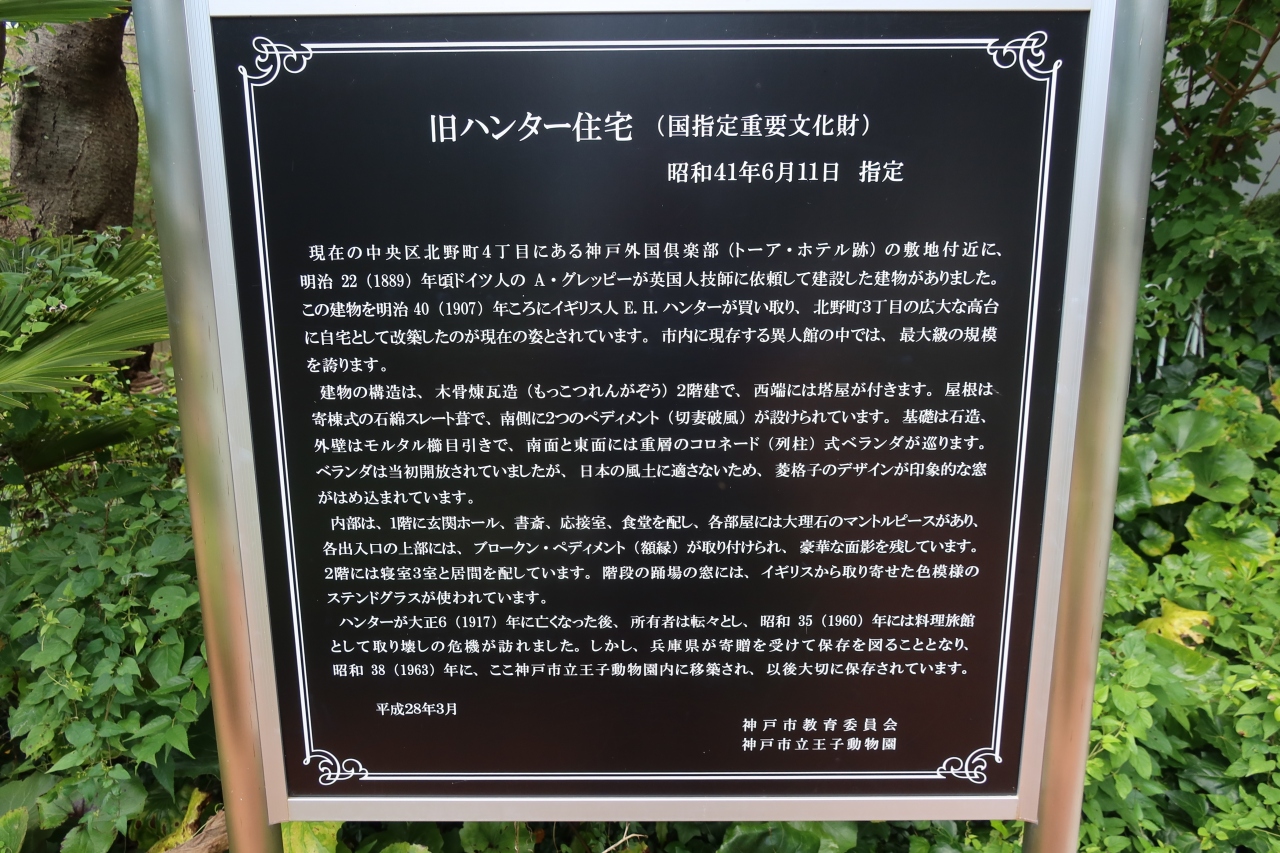 旧ハンター住宅 （国指定重要文化財）
昭和41年6月11日 指定
現在の中央区北野町4丁目にある神戸外国倶楽部（トーア・ホテル跡）の敷地付近に、
明治 22（1889）年頃ドイツ人の A・グレッピーが英国人技師に依頼して建設した建物がありました。
この建物を明治 40（1907）年ころにイギリス人 E. H. ハンターが買い取り、北野町3丁目の広大な高台
に自宅として改築したのが現在の姿とされています。市内に現存する異人館の中では、最大級の規模
を誇ります。
建物の構造は、木骨煉瓦造（もっこつれんがぞう）2階建で、西端には塔屋が付きます。屋根は
寄棟式の石綿スレート葺で、南側に2つのペディメント（切妻破風）が設けられています。基礎は石造、
外壁はモルタル櫛目引きで、南面と東面には重層のコロネード（列柱）式ベランダが巡ります。
ベランダは当初開放されていましたが、日本の風土に適さないため、菱格子のデザインが印象的な窓
がはめ込まれています。
内部は、1階に玄関ホール、書斎、応接室、食堂を配し、各部屋には大理石のマントルピースがあり、
各出入口の上部には、ブロークン・ペディメント（額縁）が取り付けられ、豪華な面影を残しています。
2階には寝室3室と居間を配しています。階段の踊場の窓には、イギリスから取り寄せた色模様の
ステンドグラスが使われています。
ハンターが大正6（1917）年に亡くなった後、所有者は転々とし、昭和 35（1960）年には料理旅館
として取り壊しの危機が訪れました。しかし、兵庫県が寄贈を受けて保存を図ることとなり、
昭和 38（1963）年に、ここ神戸市立王子動物園内に移築され、以後大切に保存されています。
平成28年3月
神戸市教育委員会
神戸市立王子動物園